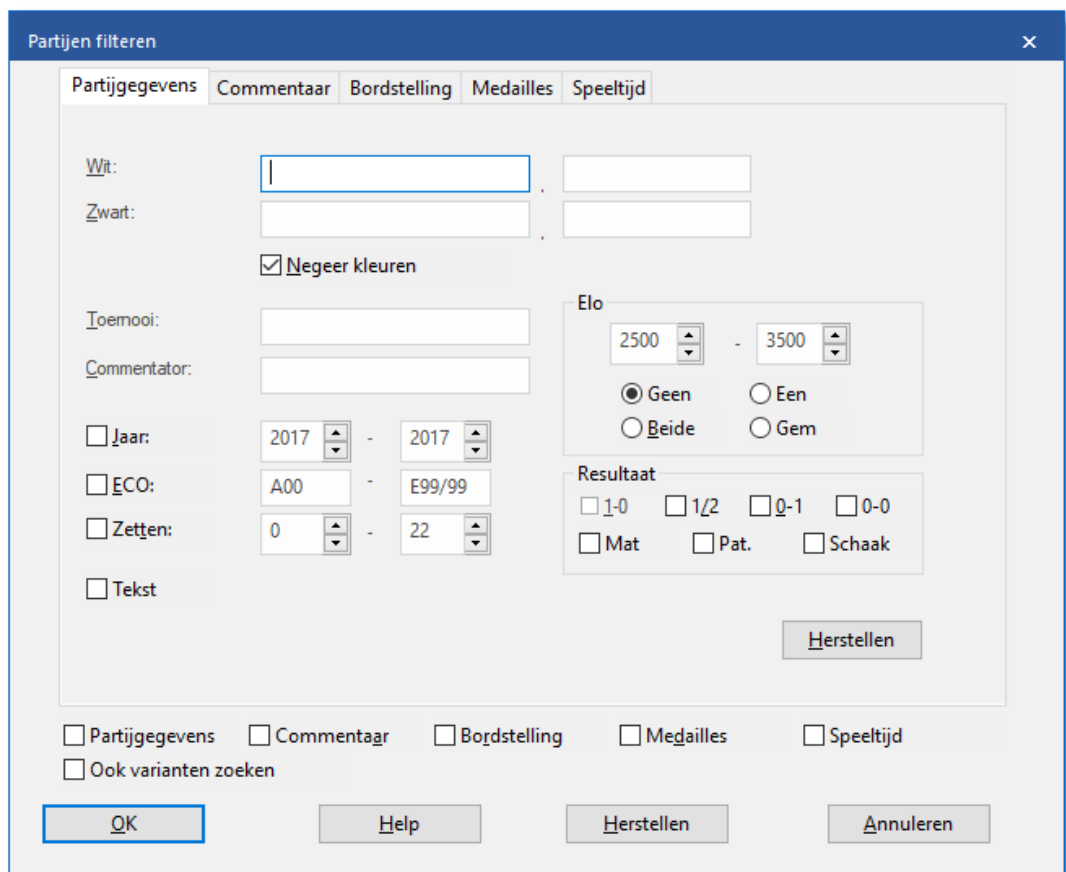 Partijen filteren
Partijgegevens Commentaar Bordstelling Medailles Speeltijd
Wit: ,
Zwart: ,
Negeer kleuren
Elo
Toernooi:
2500 - 3500
Commentator:
Geen Een
Beide Gem
Jaar: 2017 - 2017
Resultaat
ECO: A00 - E99/99
1-0 1/2 0-1 0-0
Zetten: 0 - 22
Mat Pat. Schaak
Tekst
Herstellen
Partijgegevens Commentaar Bordstelling Medailles Speeltijd
Ook varianten zoeken
OK Help Herstellen Annuleren